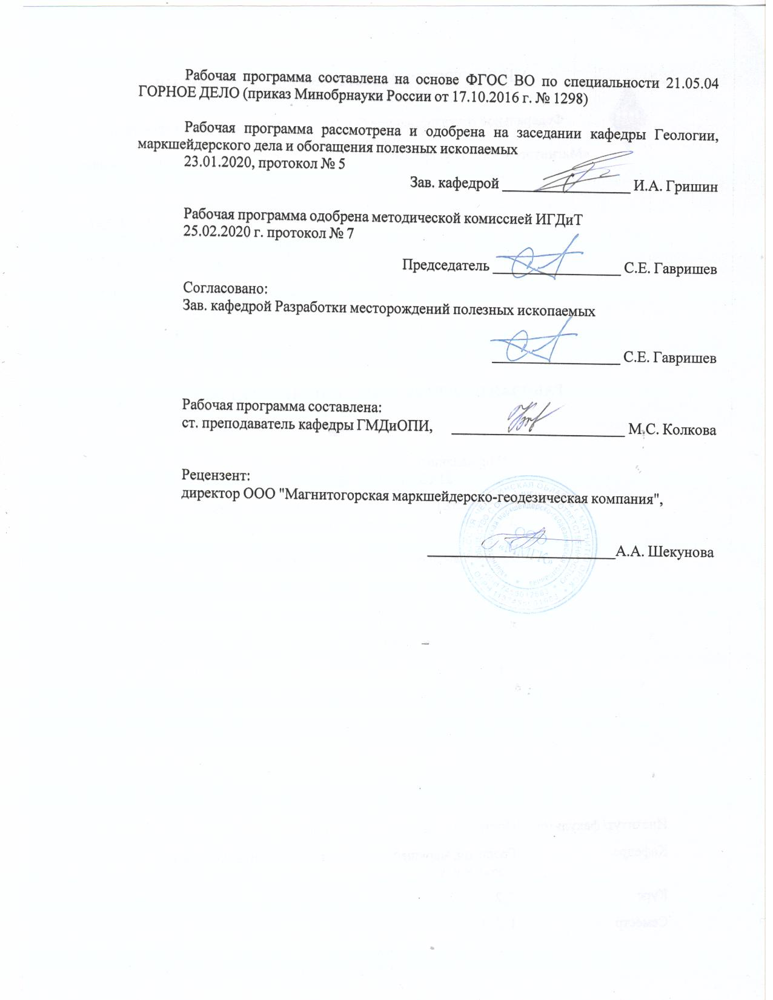 Рабочая программа составлена на основе ФГОС ВО по специальности 21.05.04
ГОРНОЕ ДЕЛО (приказ Минобрнауки России от 17.10.2016 г. № 1298)
Рабочая программа рассмотрена и одобрена на заседании кафедры Геологии,
маркшейдерского дела и обогащения полезных ископаемых
23.01.2020, протокол № 5
Зав. кафедрой ________________ И.А. Гришин
Рабочая программа одобрена методической комиссией ИГДиТ
25.02.2020 г. протокол № 7
Председатель ________________ С.Е. Гавришев
Согласовано:
Зав. кафедрой Разработки месторождений полезных ископаемых
________________ С.Е. Гавришев
Рабочая программа составлена:
ст. преподаватель кафедры ГМДиОПИ, ______________________ М.С. Колкова
Рецензент:
директор ООО "Магнитогорская маркшейдерско-геодезическая компания",
________________________А.А. Шекунова
ООО
«ММГК»